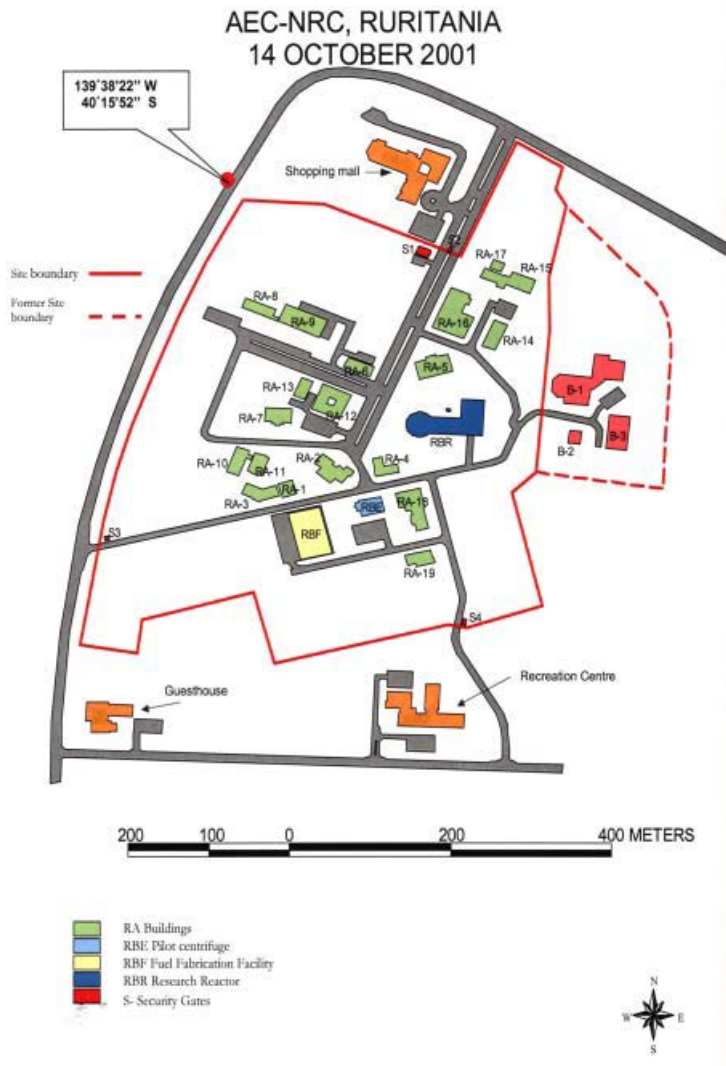 AEC-NRC, RURITANIA
14 OCTOBER 2001
139°38'22" W
40°15'52" S
Shopping mall
S1
S2
RA-17
RA-15
Site boundary
Former Site
boundary
RA-8
RA-9
RA-16
RA-14
RA-6
RA-5
RA-13
RA-12
RA-7
B-1
RBR
B-3
B-2
RA-10
RA-11
RA-2
RA-4
RA-1
RA-3
RA-18
RBE
RBF
S3
RA-19
S4
Guesthouse
Recreation Centre
200 100 0 200 400 METERS
RA Buildings
RBE Pilot centrifuge
RBF Fuel Fabrication Facility
RBR Research Reactor
S- Security Gates
N
W E
S